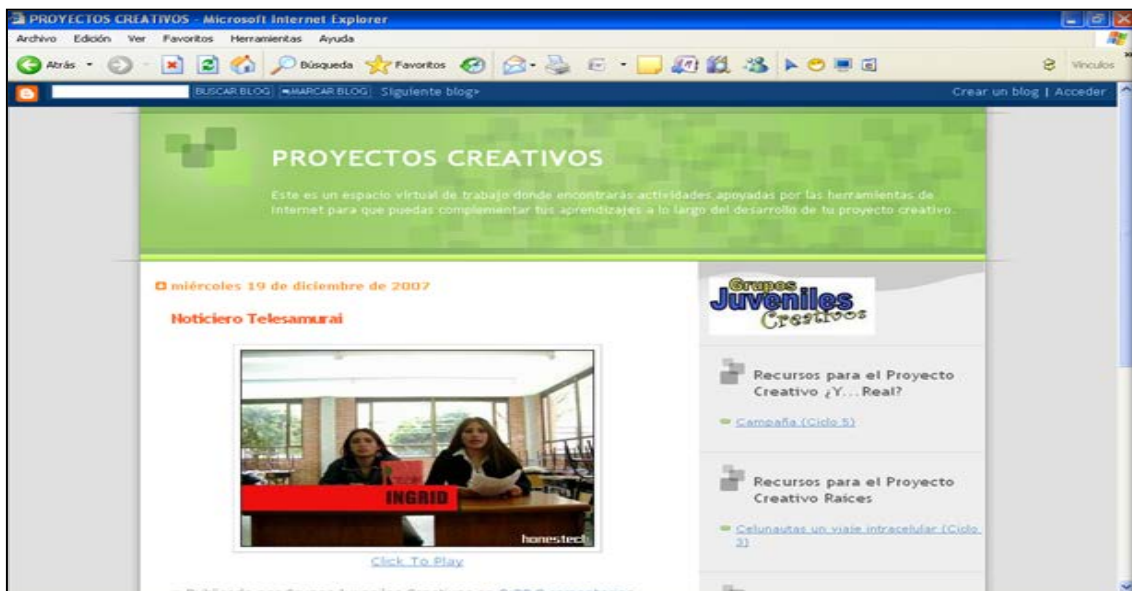 PROYECTOS CREATIVOS - Microsoft Internet Explorer
Archivo Edición Ver Favoritos Herramientas Ayuda
Atrás Búsqueda Favoritos Vínculos
BUSCAR BLOG MARCAR BLOG Siguiente blog» Crear un blog | Acceder
PROYECTOS CREATIVOS
Este es un espacio virtual de trabajo donde encontrarás actividades apoyadas por las herramientas de
Internet para que puedas complementar tus aprendizajes a lo largo del desarrollo de tu proyecto creativo.
miércoles 19 de diciembre de 2007
Noticiero Telesamurai
INGRID
honestech
Click To Play
Grupos
Juveniles
Creativos
Recursos para el Proyecto
Creativo ¿Y...Real?
Campaña (Ciclo 5)
Recursos para el Proyecto
Creativo Raíces
Celunautas un viaje intracelular (Ciclo
3)